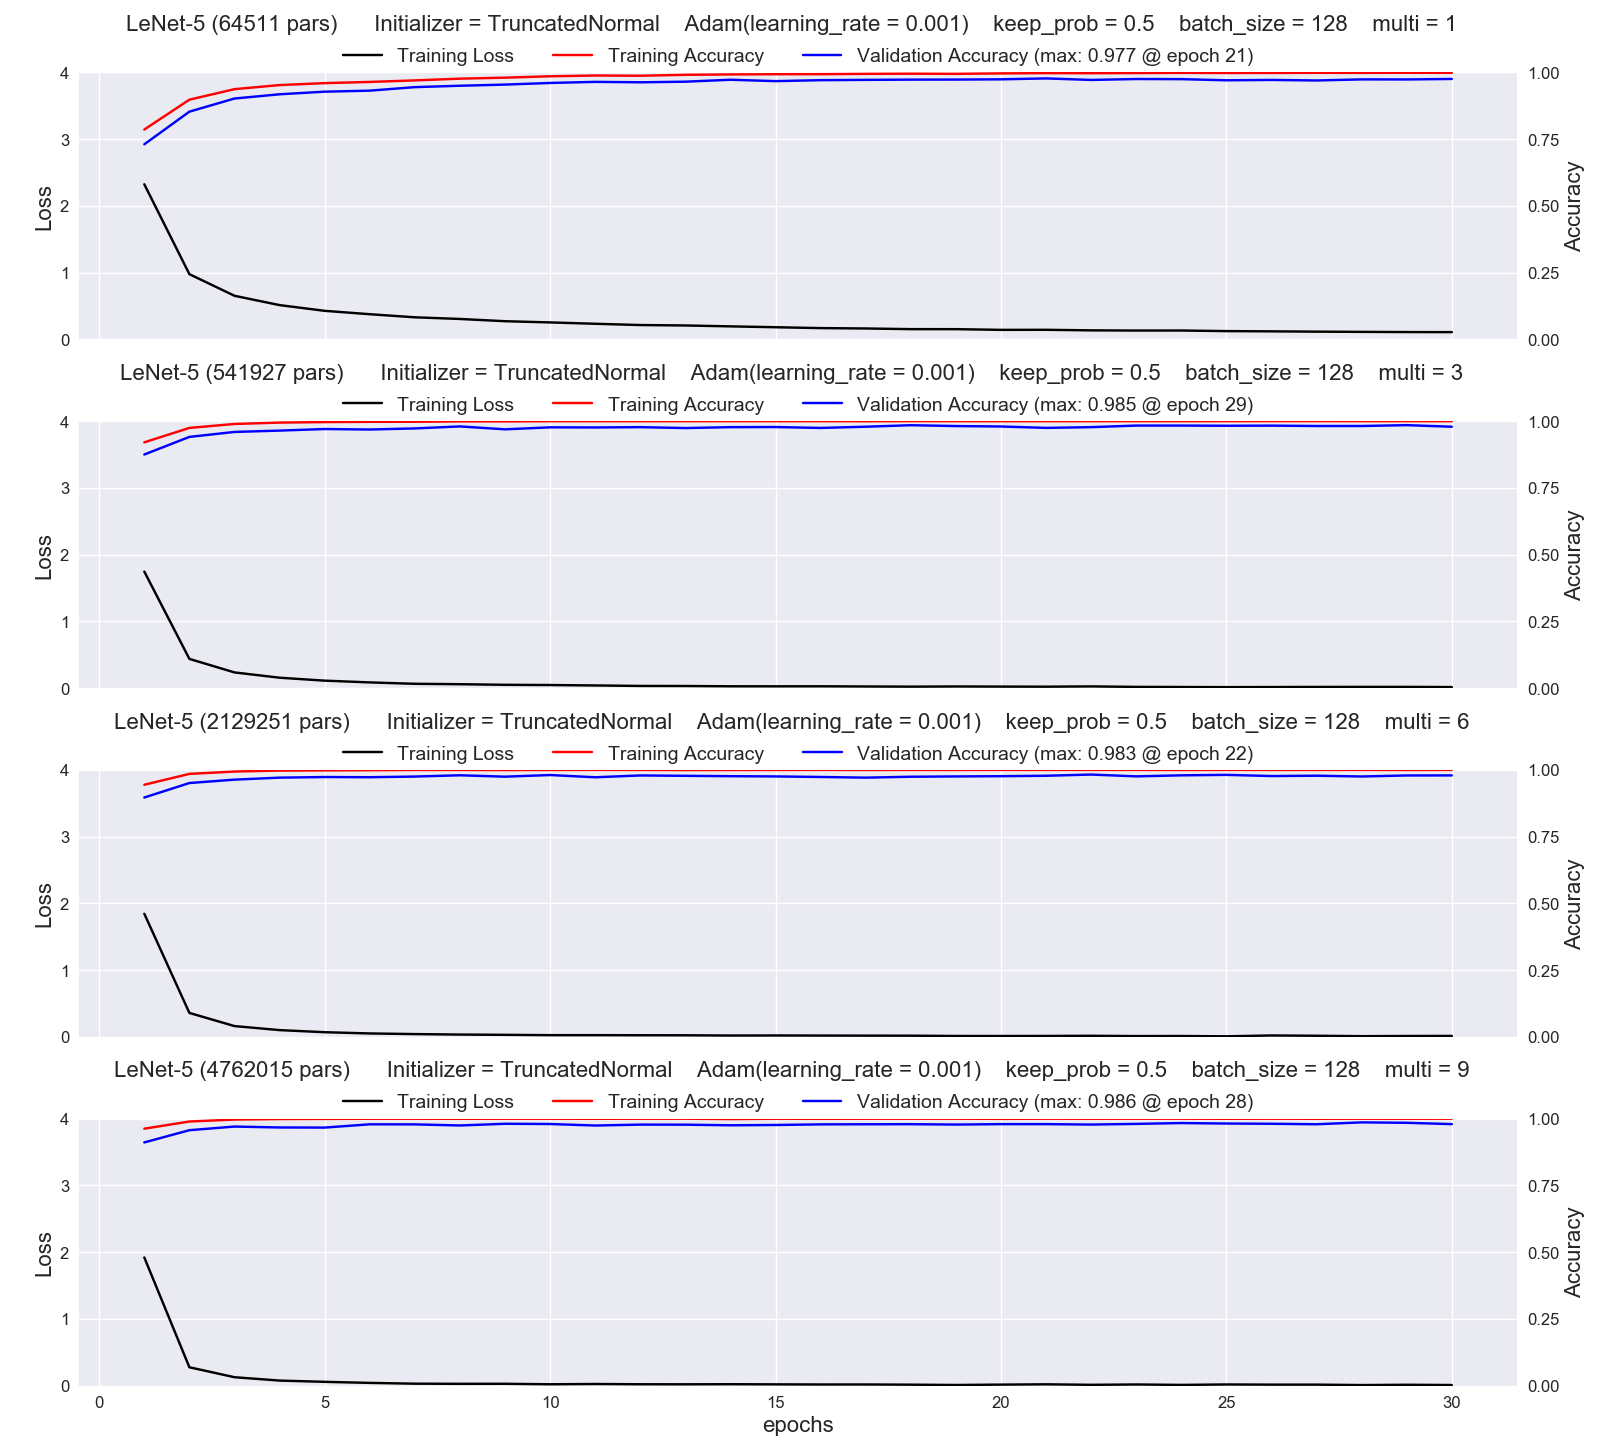 LeNet-5 (64511 pars) Initializer = TruncatedNormal Adam(learning_rate = 0.001) keep_prob = 0.5 batch_size = 128 multi = 1
Training Loss Training Accuracy Validation Accuracy (max: 0.977 @ epoch 21)
4 1.00
3 0.75
2 0.50
1 0.25
0 0.00
Loss
Accuracy
LeNet-5 (541927 pars) Initializer = TruncatedNormal Adam(learning_rate = 0.001) keep_prob = 0.5 batch_size = 128 multi = 3
Training Loss Training Accuracy Validation Accuracy (max: 0.985 @ epoch 29)
4 1.00
3 0.75
2 0.50
1 0.25
0 0.00
Loss
Accuracy
LeNet-5 (2129251 pars) Initializer = TruncatedNormal Adam(learning_rate = 0.001) keep_prob = 0.5 batch_size = 128 multi = 6
Training Loss Training Accuracy Validation Accuracy (max: 0.983 @ epoch 22)
4 1.00
3 0.75
2 0.50
1 0.25
0 0.00
Loss
Accuracy
LeNet-5 (4762015 pars) Initializer = TruncatedNormal Adam(learning_rate = 0.001) keep_prob = 0.5 batch_size = 128 multi = 9
Training Loss Training Accuracy Validation Accuracy (max: 0.986 @ epoch 28)
4 1.00
3 0.75
2 0.50
1 0.25
0 0.00
Loss
Accuracy
0 5 10 15 20 25 30
epochs